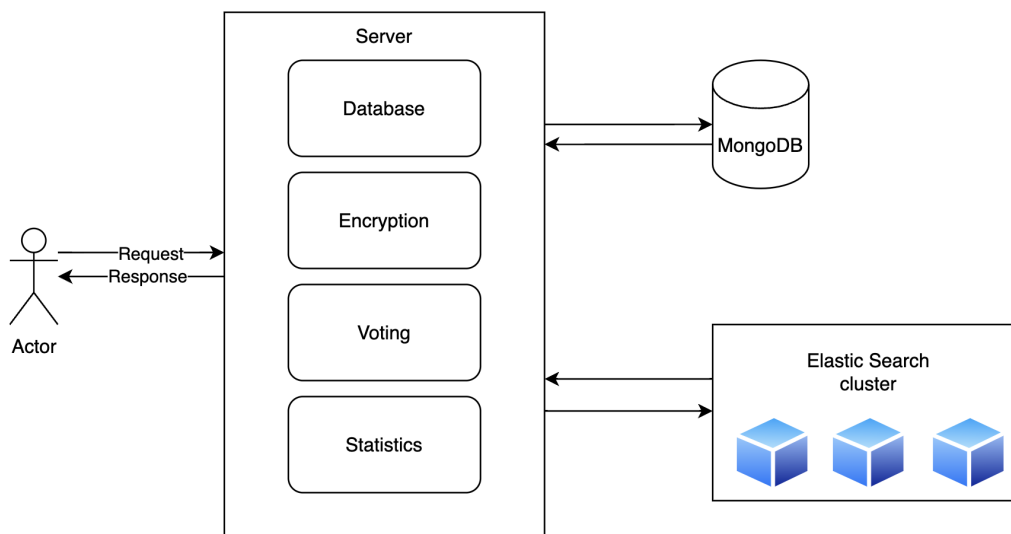 Server
Database
MongoDB
Encryption
Request
Response
Actor
Voting
Elastic Search
cluster
Statistics